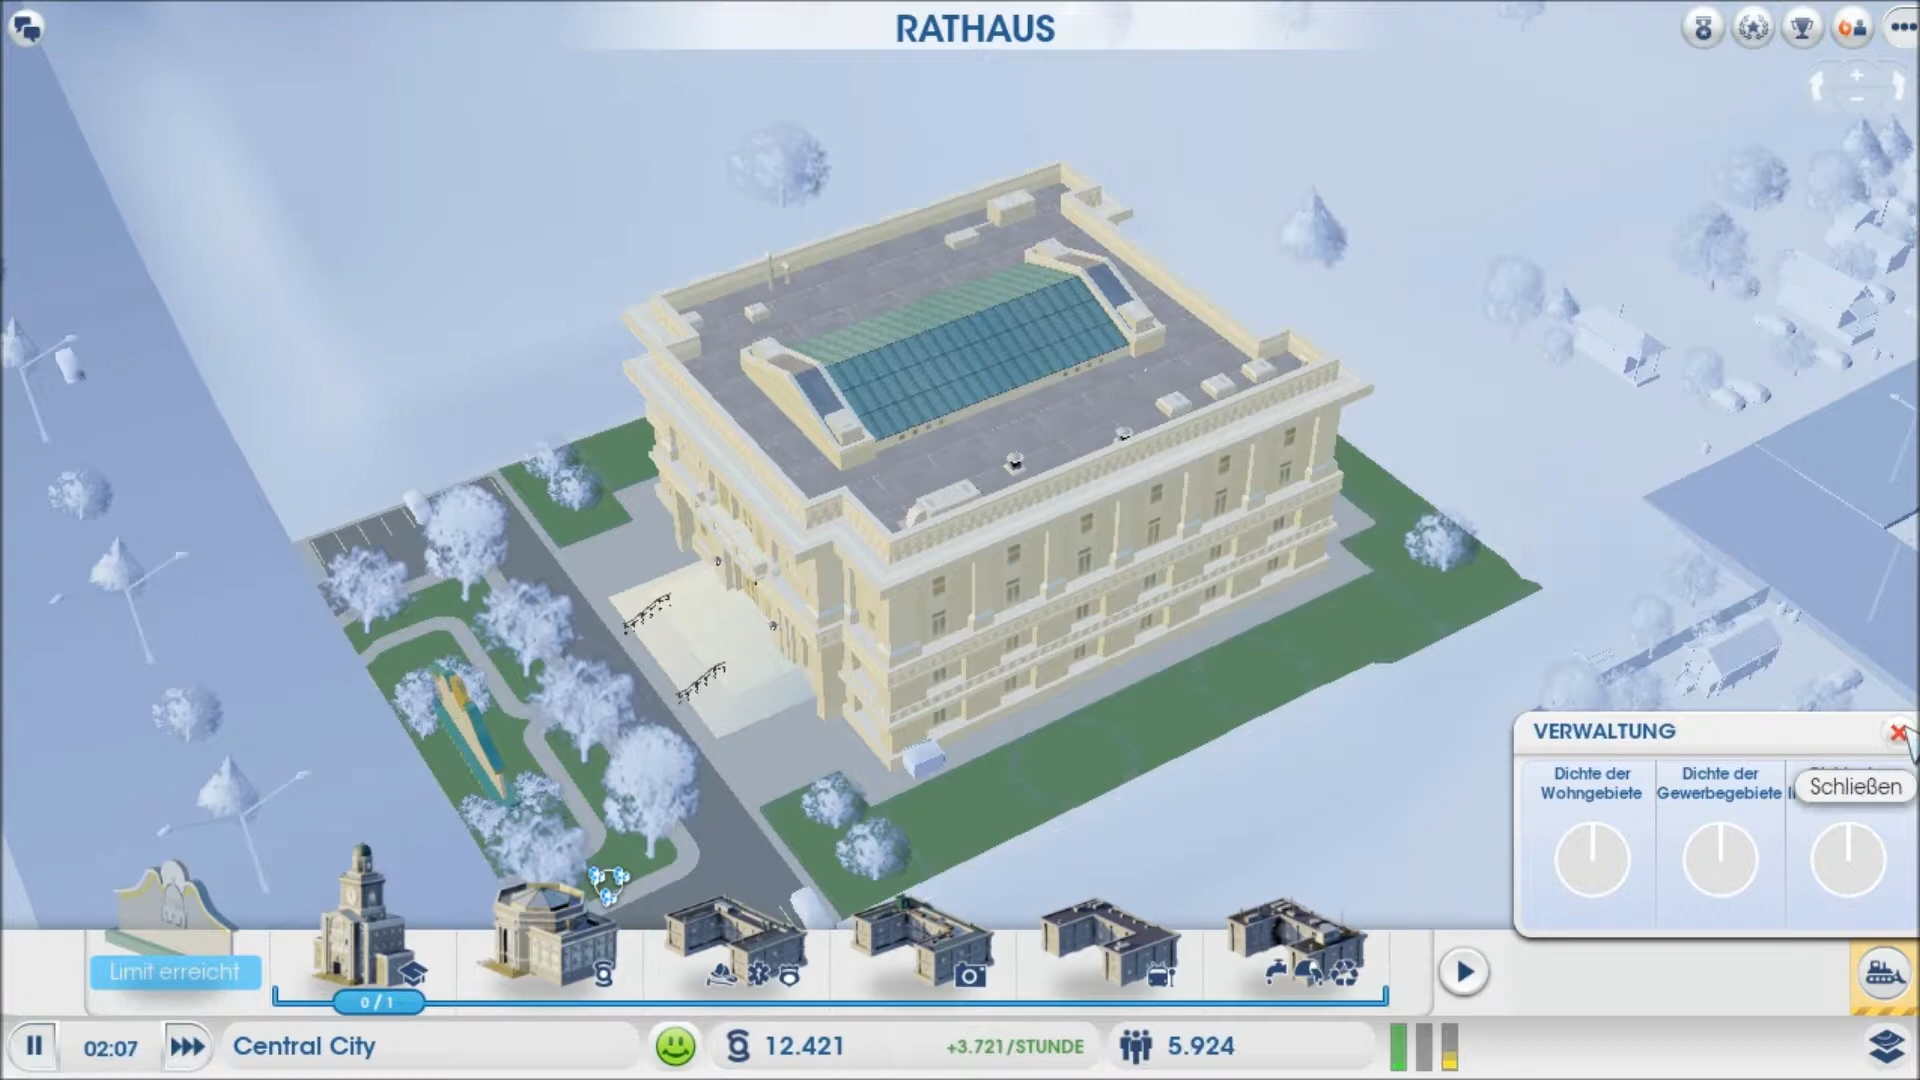 RATHAUS
VERWALTUNG
Dichte der
Wohngebiete
Dichte der
Gewerbegebiete
Schließen
Limit erreicht
0 / 1
02:07
Central City
12.421
+3.721/STUNDE
5.924